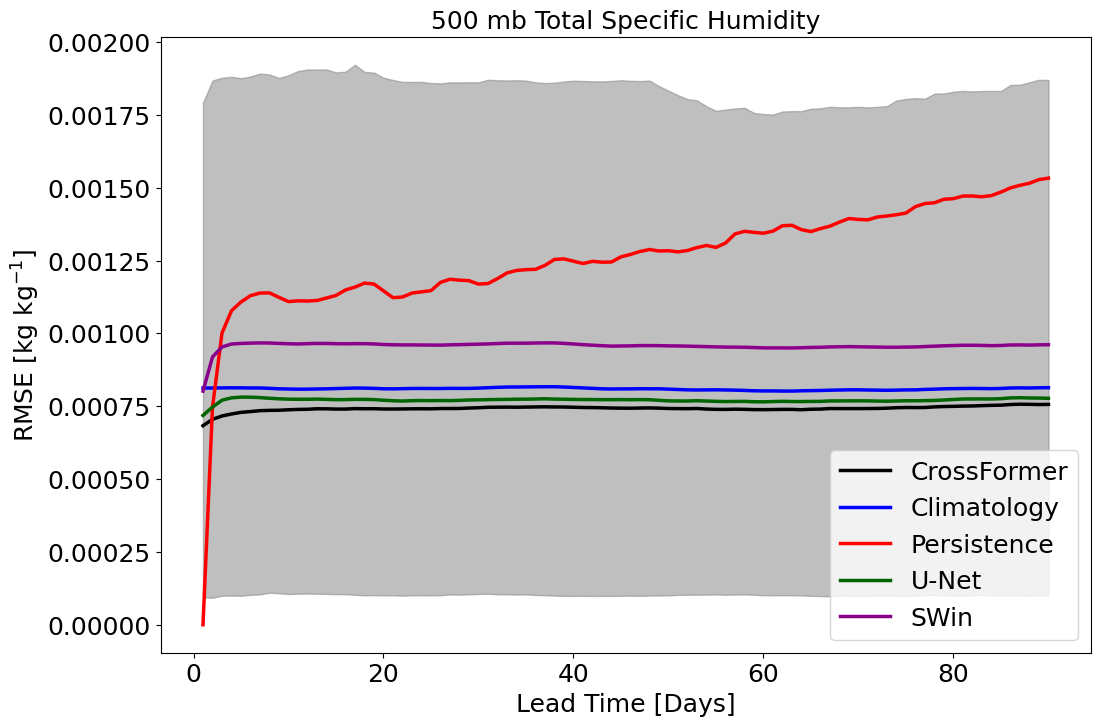 500 mb Total Specific Humidity
0.00200
0.00175
0.00150
0.00125
0.00100
0.00075
0.00050
0.00025
0.00000
RMSE [kg kg⁻¹]
CrossFormer
Climatology
Persistence
U-Net
SWin
0 20 40 60 80
Lead Time [Days]